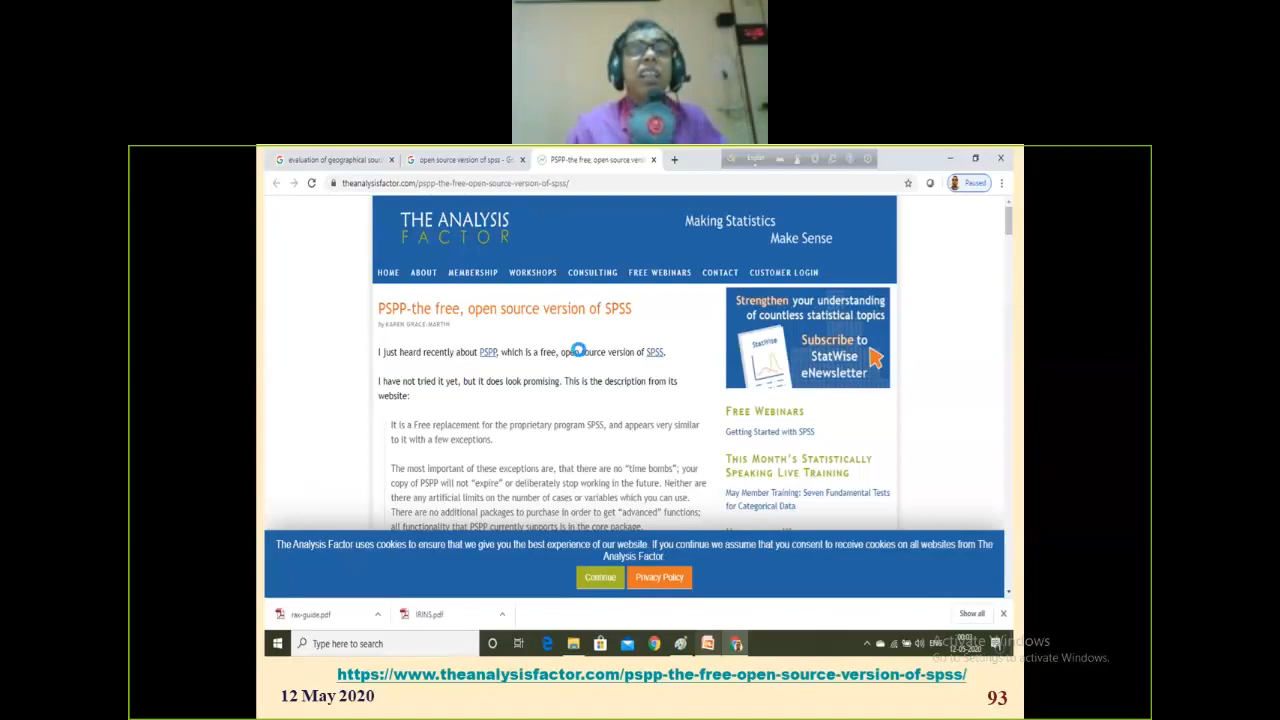 evaluation of geographical sour
open source version of spss - Go
PSPP-the free, open source versi
English
theanalysisfactor.com/pspp-the-free-open-source-version-of-spss/
Paused
THE ANALYSIS
FACTOR
Making Statistics
Make Sense
HOME ABOUT MEMBERSHIP WORKSHOPS CONSULTING FREE WEBINARS CONTACT CUSTOMER LOGIN
PSPP-the free, open source version of SPSS
by KAREN GRACE-MARTIN
I just heard recently about PSPP, which is a free, open source version of SPSS.
I have not tried it yet, but it does look promising. This is the description from its
website:
It is a Free replacement for the proprietary program SPSS, and appears very similar
to it with a few exceptions.
The most important of these exceptions are, that there are no “time bombs”; your
copy of PSPP will not “expire” or deliberately stop working in the future. Neither are
there any artificial limits on the number of cases or variables which you can use.
There are no additional packages to purchase in order to get “advanced” functions;
all functionality that PSPP currently supports is in the core package.
Strengthen your understanding
of countless statistical topics
StatWise
Subscribe to
StatWise
eNewsletter
FREE WEBINARS
Getting Started with SPSS
THIS MONTH'S STATISTICALLY
SPEAKING LIVE TRAINING
May Member Training: Seven Fundamental Tests
for Categorical Data
The Analysis Factor uses cookies to ensure that we give you the best experience of our website. If you continue we assume that you consent to receive cookies on all websites from The
Analysis Factor.
Continue
Privacy Policy
rax-guide.pdf
IRINS.pdf
Show all
Type here to search
ENG
00:03
12-05-2020
Activate Windows
Go to Settings to activate Windows.
https://www.theanalysisfactor.com/pspp-the-free-open-source-version-of-spss/
12 May 2020
93